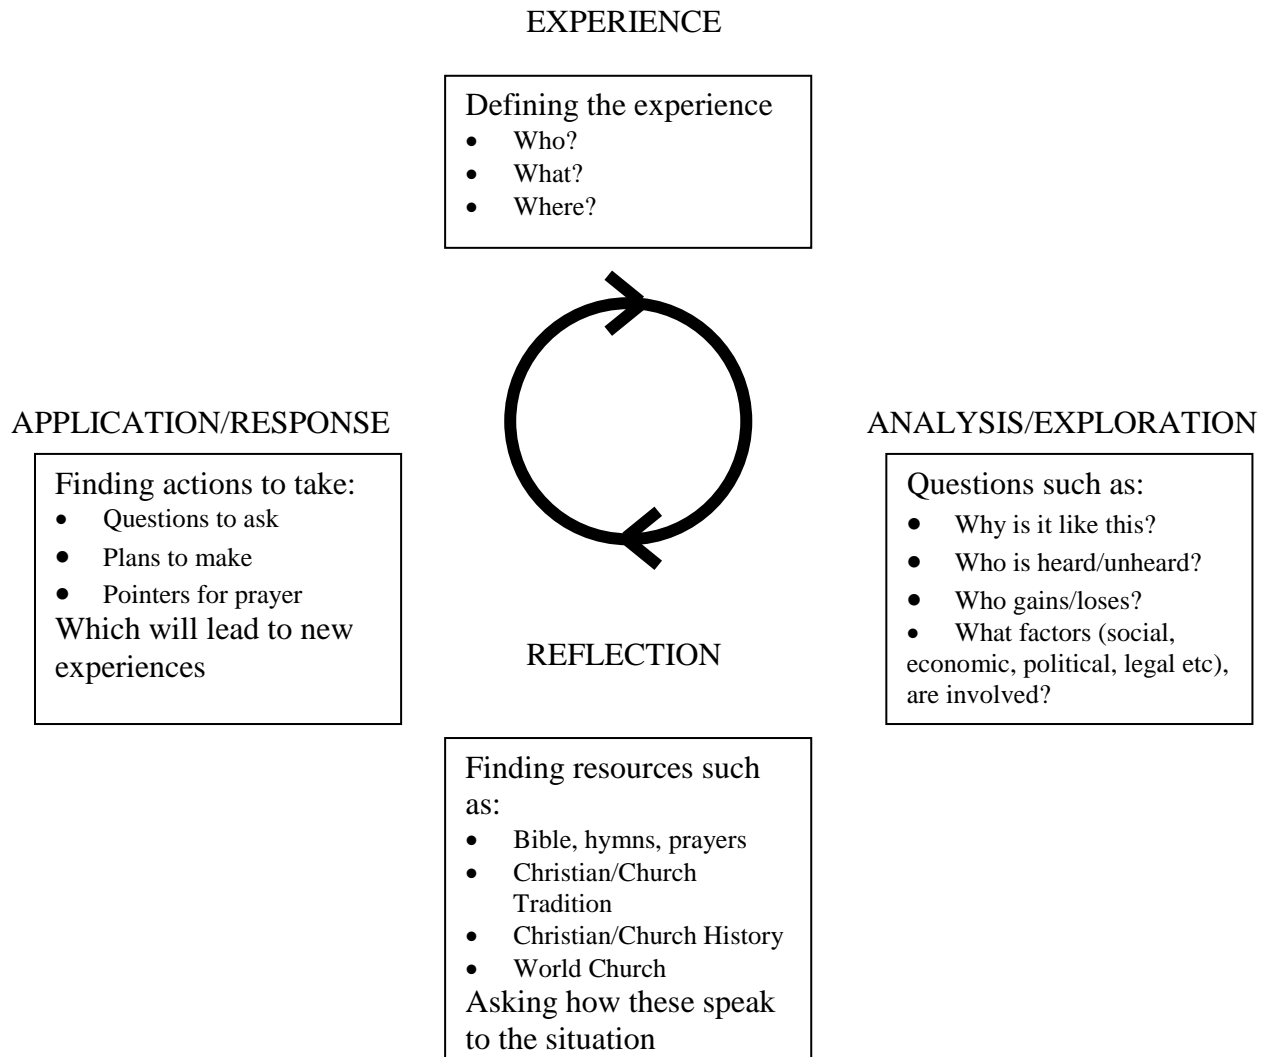 EXPERIENCE
Defining the experience
• Who?
• What?
• Where?
APPLICATION/RESPONSE
Finding actions to take:
• Questions to ask
• Plans to make
• Pointers for prayer
Which will lead to new
experiences
ANALYSIS/EXPLORATION
Questions such as:
• Why is it like this?
• Who is heard/unheard?
• Who gains/loses?
• What factors (social,
economic, political, legal etc),
are involved?
REFLECTION
Finding resources such
as:
• Bible, hymns, prayers
• Christian/Church
Tradition
• Christian/Church History
• World Church
Asking how these speak
to the situation